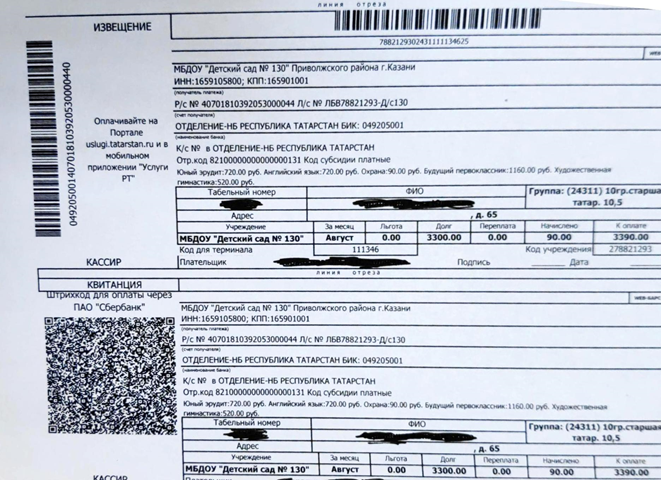 линия отреза
ИЗВЕЩЕНИЕ
7882129302431111134625
МБДОУ "Детский сад № 130" Приволжского района г.Казани
ИНН:1659105800; КПП:165901001
(получатель платежа)
Р/с № 40701810392053000044 Л/с № ЛБВ78821293-Д/с130
(счет получателя)
ОТДЕЛЕНИЕ-НБ РЕСПУБЛИКА ТАТАРСТАН БИК: 049205001
(наименование банка)
К/с № в ОТДЕЛЕНИЕ-НБ РЕСПУБЛИКА ТАТАРСТАН
Отр.код 82100000000000000131 Код субсидии платные
Юный эрудит:720.00 руб. Английский язык:720.00 руб. Охрана:90.00 руб. Будущий первоклассник:1160.00 руб. Художественная
гимнастика:520.00 руб.
04920500140701810392053000044​0
Оплачивайте на
Портале
uslugi.tatarstan.ru и в
мобильном
приложении "Услуги
РТ"
Табельный номер ФИО Группа: (24311) 10гр.старшая
татар. 10,5
Адрес , д. 65
Учреждение За месяц Льгота Долг Переплата Начислено К оплате
МБДОУ "Детский сад № 130" Август 0.00 3300.00 0.00 90.00 3390.00
Код для терминала 111346 Код учреждения 278821293
КАССИР Плательщик Подпись Дата
линия отреза
КВИТАНЦИЯ
Штрихкод для оплаты через
ПАО "Сбербанк"
МБДОУ "Детский сад № 130" Приволжского района г.Казани
ИНН:1659105800; КПП:165901001
(получатель платежа)
Р/с № 40701810392053000044 Л/с № ЛБВ78821293-Д/с130
(счет получателя)
ОТДЕЛЕНИЕ-НБ РЕСПУБЛИКА ТАТАРСТАН БИК: 049205001
(наименование банка)
К/с № в ОТДЕЛЕНИЕ-НБ РЕСПУБЛИКА ТАТАРСТАН
Отр.код 82100000000000000131 Код субсидии платные
Юный эрудит:720.00 руб. Английский язык:720.00 руб. Охрана:90.00 руб. Будущий первоклассник:1160.00 руб. Художественная
гимнастика:520.00 руб.
Табельный номер ФИО Группа: (24311) 10гр.старшая
татар. 10,5
Адрес д. 65
Учреждение За месяц Льгота Долг Переплата Начислено К оплате
МБДОУ "Детский сад № 130" Август 0.00 3300.00 0.00 90.00 3390.00
КАССИР